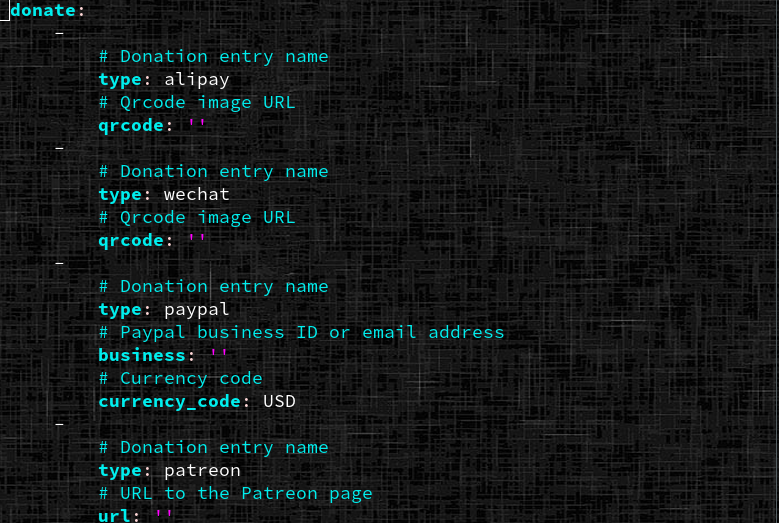 donate:
-
# Donation entry name
type: alipay
# Qrcode image URL
qrcode: ''
-
# Donation entry name
type: wechat
# Qrcode image URL
qrcode: ''
-
# Donation entry name
type: paypal
# Paypal business ID or email address
business: ''
# Currency code
currency_code: USD
-
# Donation entry name
type: patreon
# URL to the Patreon page
url: ''